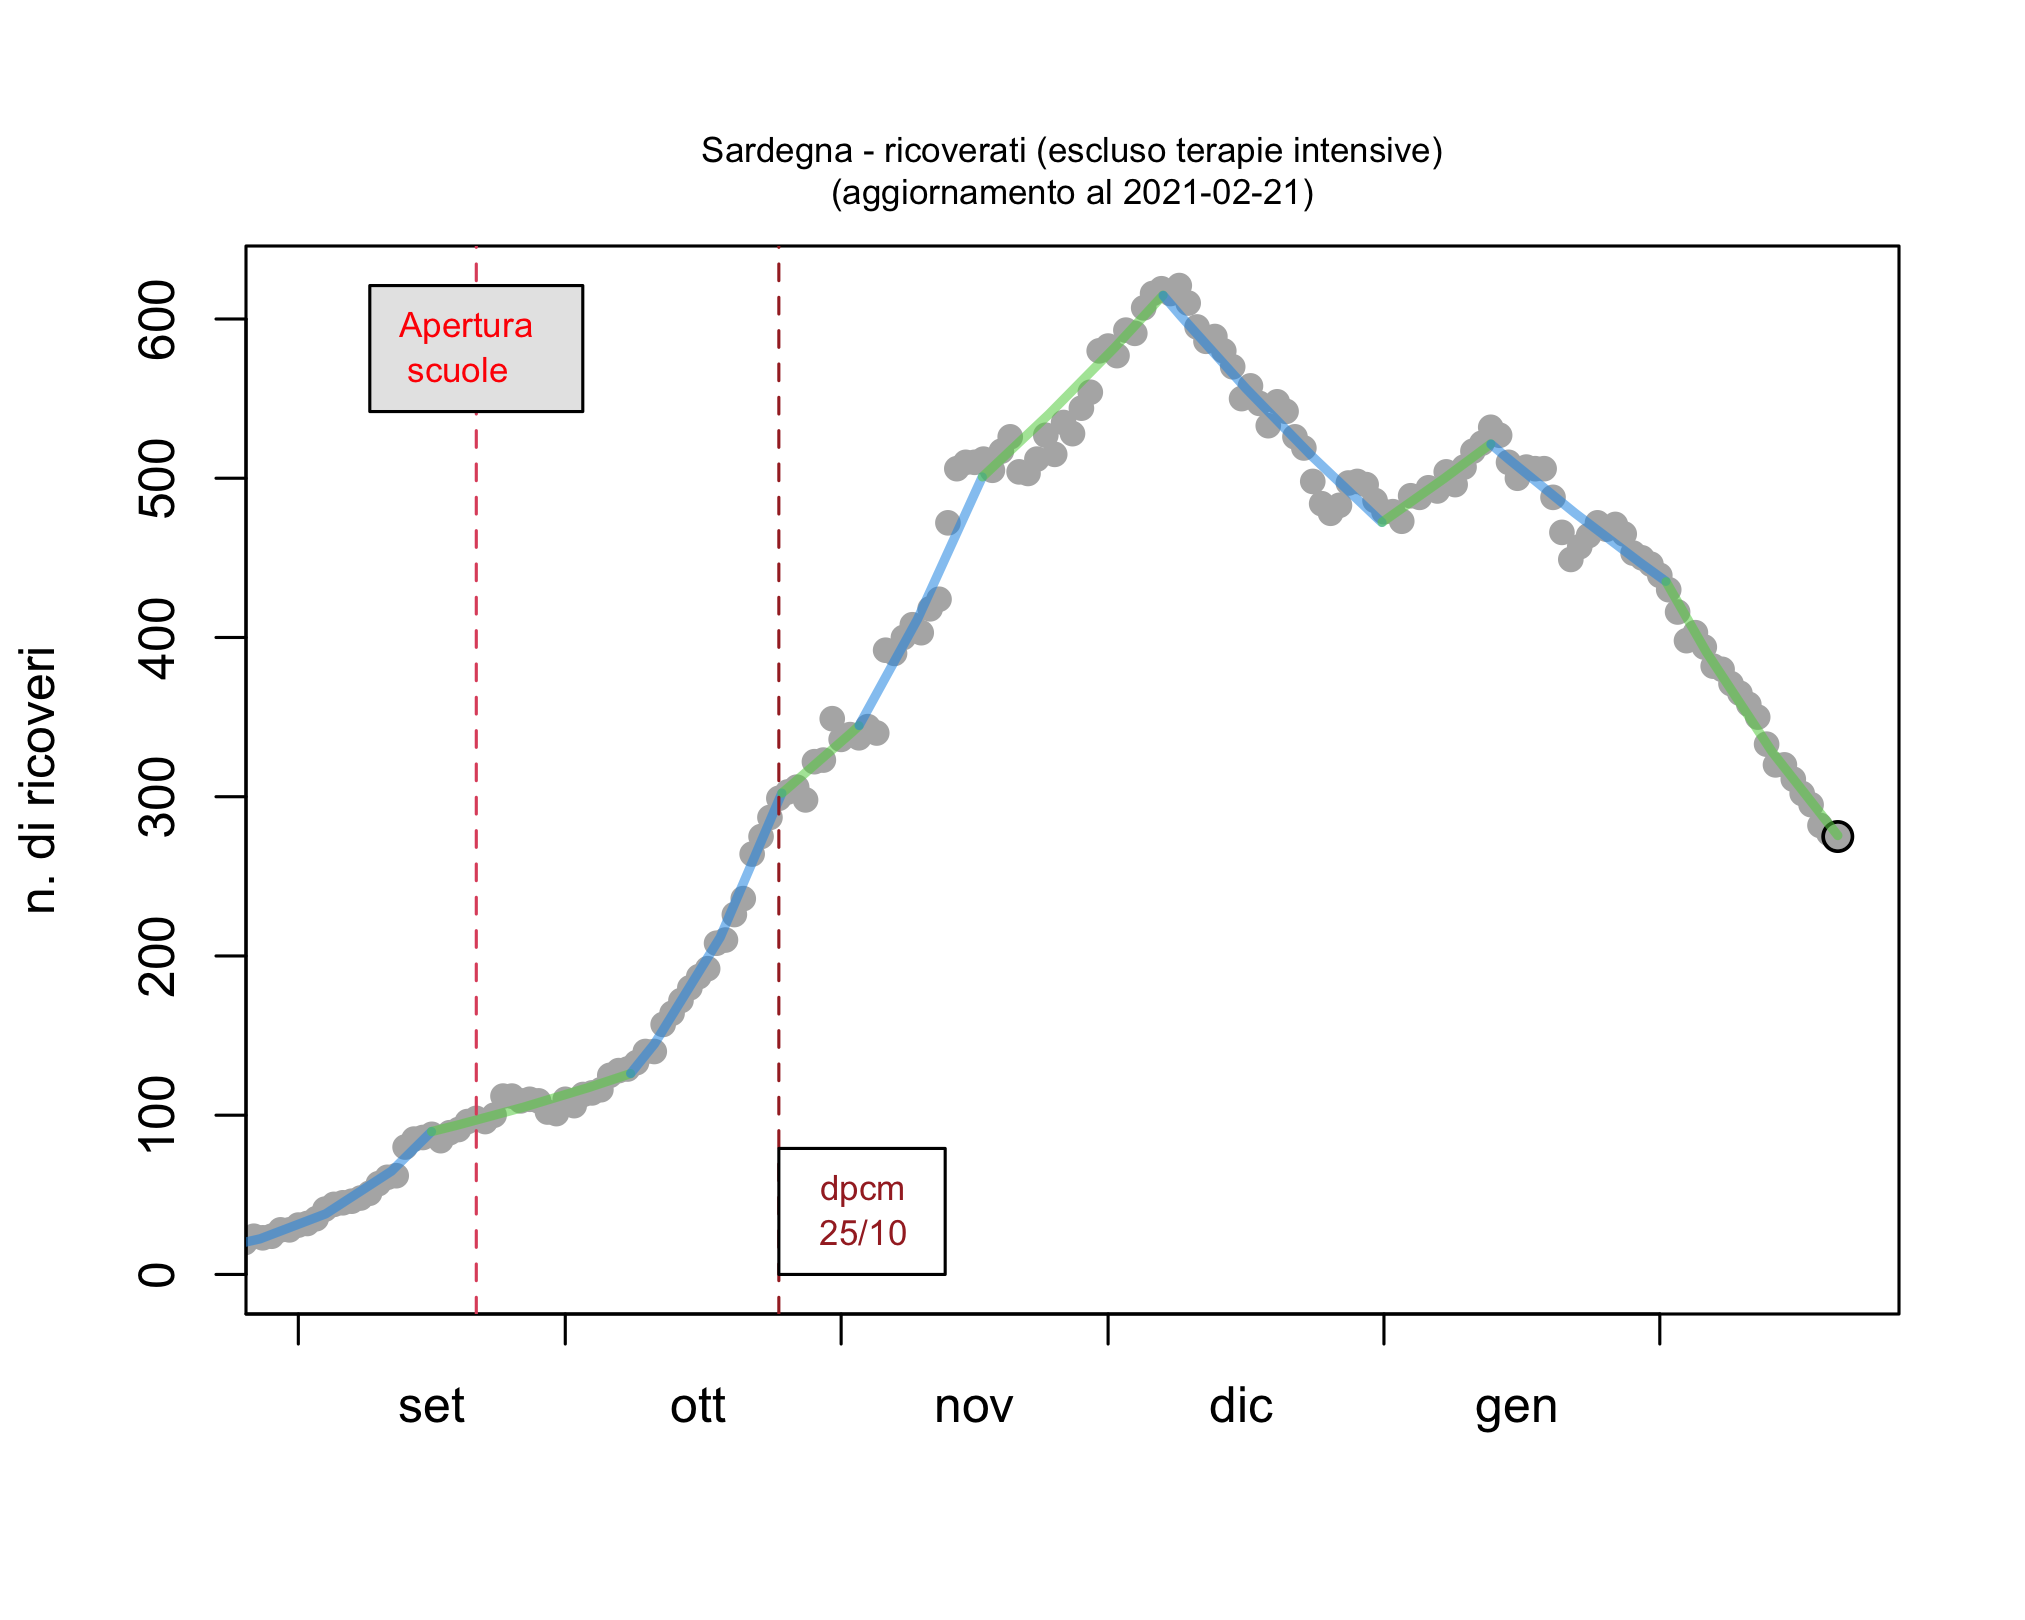 Sardegna - ricoverati (escluso terapie intensive)
(aggiornamento al 2021-02-21)
Apertura
scuole
dpcm
25/10
n. di ricoveri
600
500
400
300
200
100
0
set
ott
nov
dic
gen